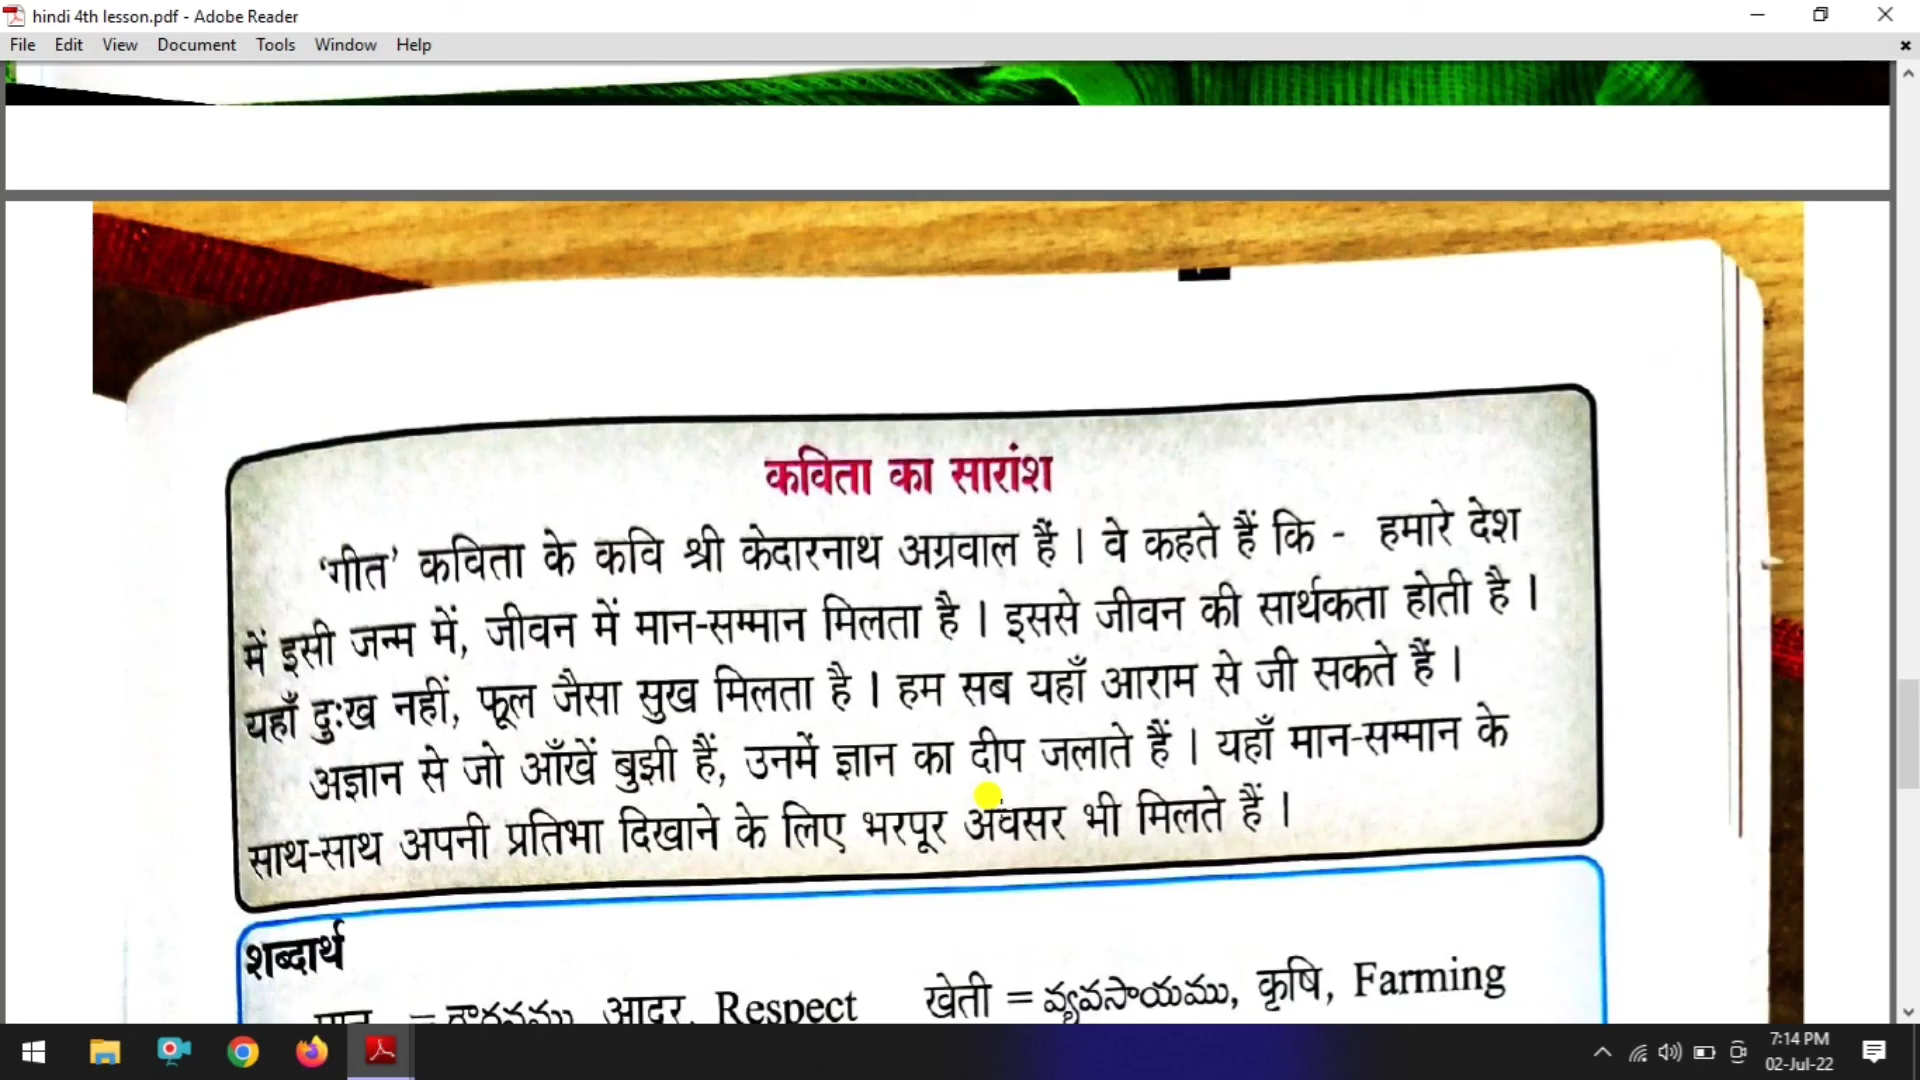 hindi 4th lesson.pdf - Adobe Reader
File Edit View Document Tools Window Help
कविता का सारांश
'गीत' कविता के कवि श्री केदारनाथ अग्रवाल हैं । वे कहते हैं कि - हमारे देश
में इसी जन्म में, जीवन में मान-सम्मान मिलता है । इससे जीवन की सार्थकता होती है ।
यहाँ दुःख नहीं, फूल जैसा सुख मिलता है । हम सब यहाँ आराम से जी सकते हैं ।
अज्ञान से जो आँखें बुझी हैं, उनमें ज्ञान का दीप जलाते हैं । यहाँ मान-सम्मान के
साथ-साथ अपनी प्रतिभा दिखाने के लिए भरपूर अवसर भी मिलते हैं ।
शब्दार्थ
मान = గౌరవము, आदर, Respect खेती = వ్యవసాయము, कृषि, Farming
7:14 PM
02-Jul-22